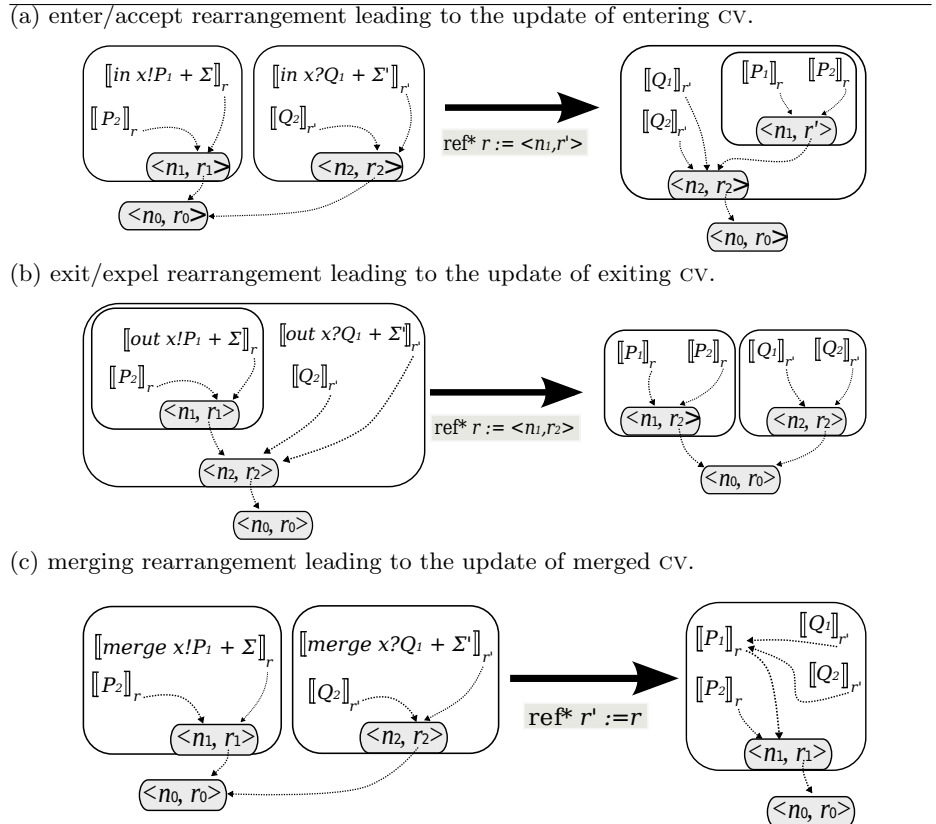 (a) enter/accept rearrangement leading to the update of entering CV.
⟦in x!P₁ + Σ⟧r
⟦P₂⟧r
<n₁, r₁>
⟦in x?Q₁ + Σ'⟧r'
⟦Q₂⟧r'
<n₂, r₂>
<n₀, r₀>
ref* r := <n₁,r'>
⟦Q₁⟧r'
⟦Q₂⟧r'
⟦P₁⟧r ⟦P₂⟧r
<n₁, r'>
<n₂, r₂>
<n₀, r₀>
(b) exit/expel rearrangement leading to the update of exiting CV.
⟦out x!P₁ + Σ⟧r
⟦P₂⟧r
<n₁, r₁>
⟦out x?Q₁ + Σ'⟧r'
⟦Q₂⟧r'
<n₂, r₂>
<n₀, r₀>
ref* r := <n₁,r₂>
⟦P₁⟧r ⟦P₂⟧r
<n₁, r₂>
⟦Q₁⟧r' ⟦Q₂⟧r'
<n₂, r₂>
<n₀, r₀>
(c) merging rearrangement leading to the update of merged CV.
⟦merge x!P₁ + Σ⟧r
⟦P₂⟧r
<n₁, r₁>
⟦merge x?Q₁ + Σ'⟧r'
⟦Q₂⟧r'
<n₂, r₂>
<n₀, r₀>
ref* r' :=r
⟦P₁⟧r
⟦Q₁⟧r'
⟦P₂⟧r
⟦Q₂⟧r'
<n₁, r₁>
<n₀, r₀>